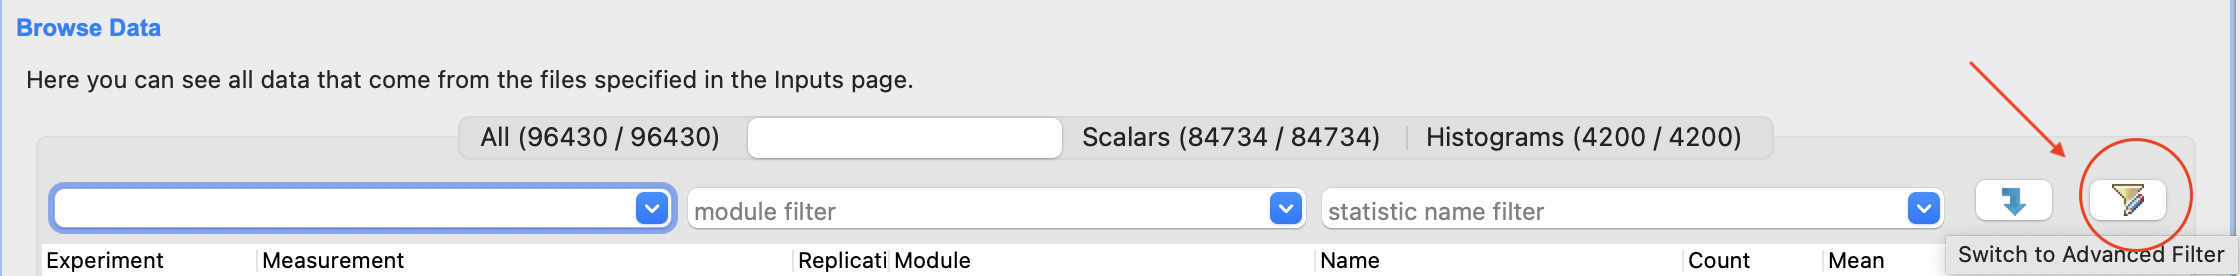 Browse Data
Here you can see all data that come from the files specified in the Inputs page.
All (96430 / 96430) Scalars (84734 / 84734) Histograms (4200 / 4200)
module filter statistic name filter
Switch to Advanced Filter
Experiment Measurement Replicati Module Name Count Mean